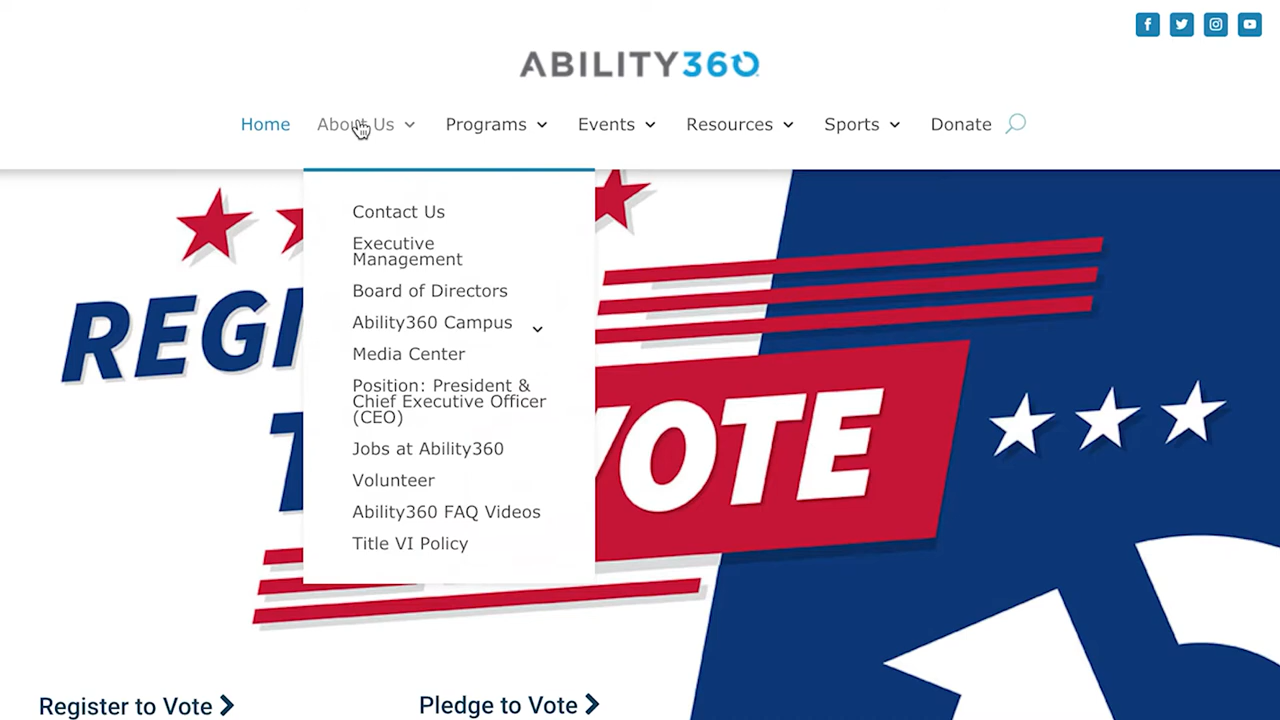 ABILITY360
Home About Us Programs Events Resources Sports Donate
Contact Us
Executive
Management
Board of Directors
Ability360 Campus
Media Center
Position: President &
Chief Executive Officer
(CEO)
Jobs at Ability360
Volunteer
Ability360 FAQ Videos
Title VI Policy
REGI
T
VOTE
Register to Vote
Pledge to Vote